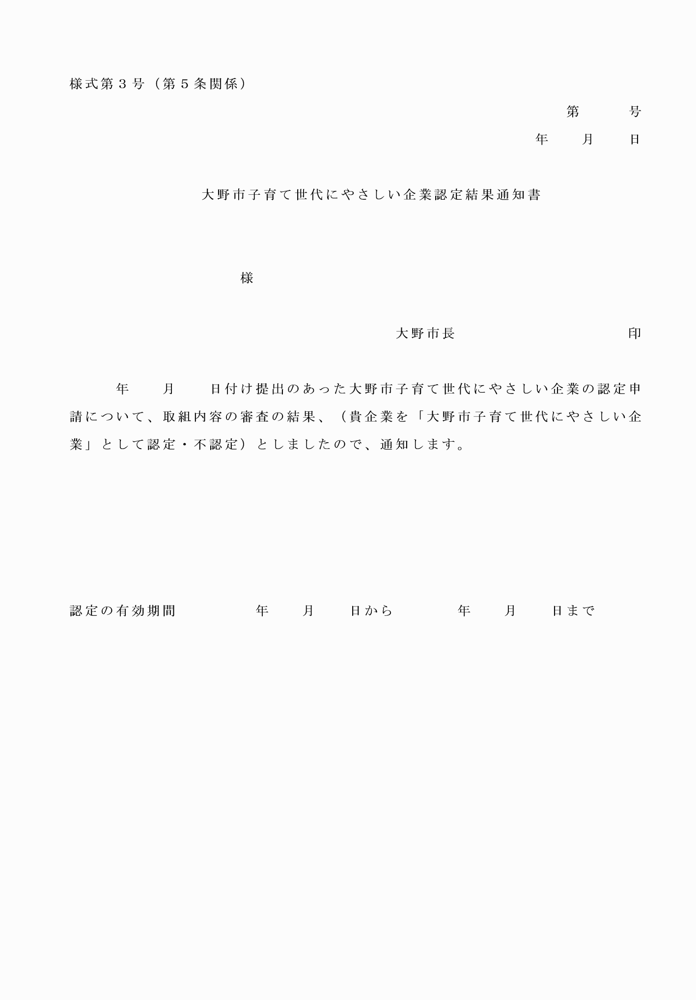 様式第３号（第５条関係）
第　　　号
年　　月　　日
大野市子育て世代にやさしい企業認定結果通知書
様
大野市長　　　　　　　　　　　印
年　　月　　日付け提出のあった大野市子育て世代にやさしい企業の認定申
請について、取組内容の審査の結果、（貴企業を「大野市子育て世代にやさしい企
業」として認定・不認定）としましたので、通知します。
認定の有効期間　　　　　年　　月　　日から　　　　年　　月　　日まで